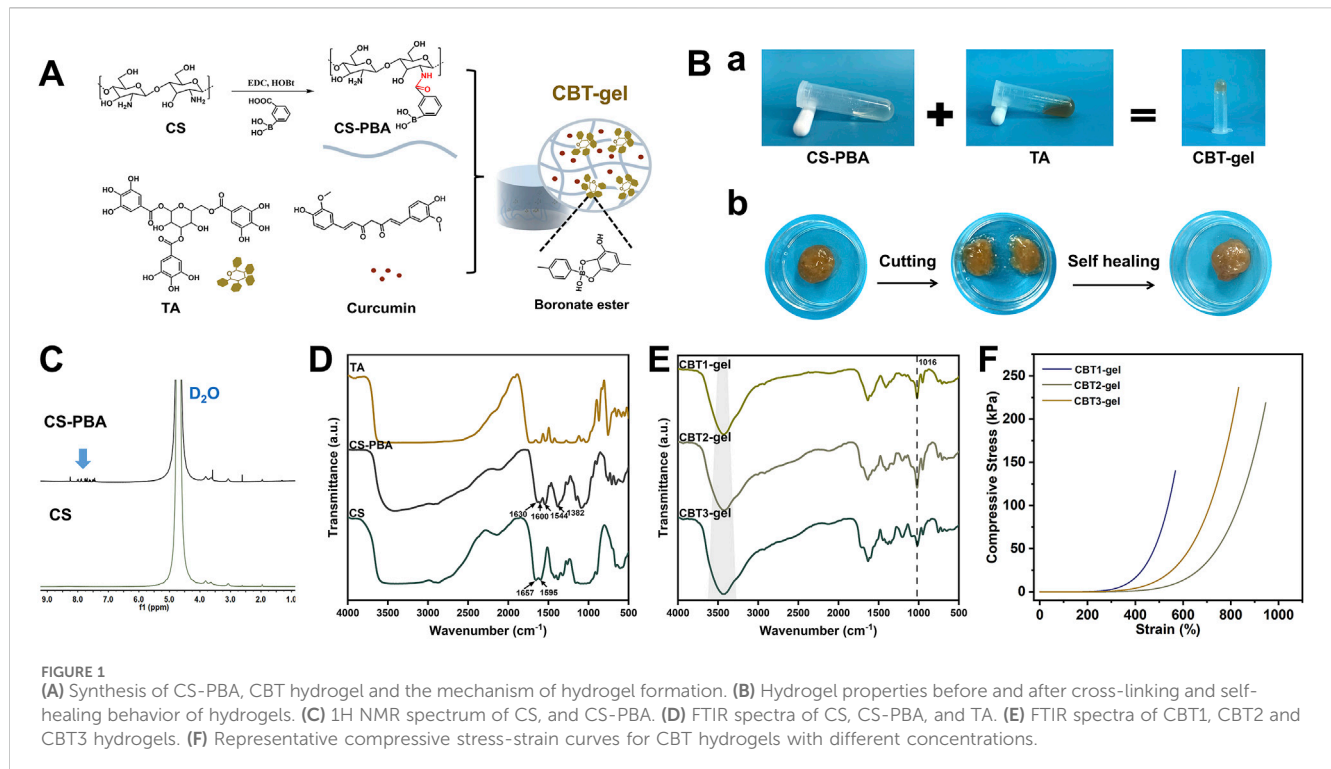 A
EDC, HOBt
CS
CS-PBA
HO
OH
NH₂
H₂N
NH
O
HOOC
B
CBT-gel
TA
Curcumin
Boronate ester
B
a
CS-PBA
+
TA
=
CBT-gel
b
Cutting
Self healing
C
D₂O
CS-PBA
CS
9.0 8.0 7.0 6.0 5.0 4.0 3.0 2.0 1.0
f1 (ppm)
D
TA
CS-PBA
1630
1600
1544
1382
CS
1657
1595
Transmittance (a.u.)
4000 3000 2000 1500 1000 500
Wavenumber (cm⁻¹)
E
CBT1-gel
1016
CBT2-gel
CBT3-gel
Transmittance (a.u.)
4000 3000 2000 1500 1000 500
Wavenumber (cm⁻¹)
F
CBT1-gel
CBT2-gel
CBT3-gel
Compressive Stress (kPa)
250
200
150
100
50
0
0 200 400 600 800 1000
Strain (%)
FIGURE 1
(A) Synthesis of CS-PBA, CBT hydrogel and the mechanism of hydrogel formation. (B) Hydrogel properties before and after cross-linking and self-
healing behavior of hydrogels. (C) 1H NMR spectrum of CS, and CS-PBA. (D) FTIR spectra of CS, CS-PBA, and TA. (E) FTIR spectra of CBT1, CBT2 and
CBT3 hydrogels. (F) Representative compressive stress-strain curves for CBT hydrogels with different concentrations.